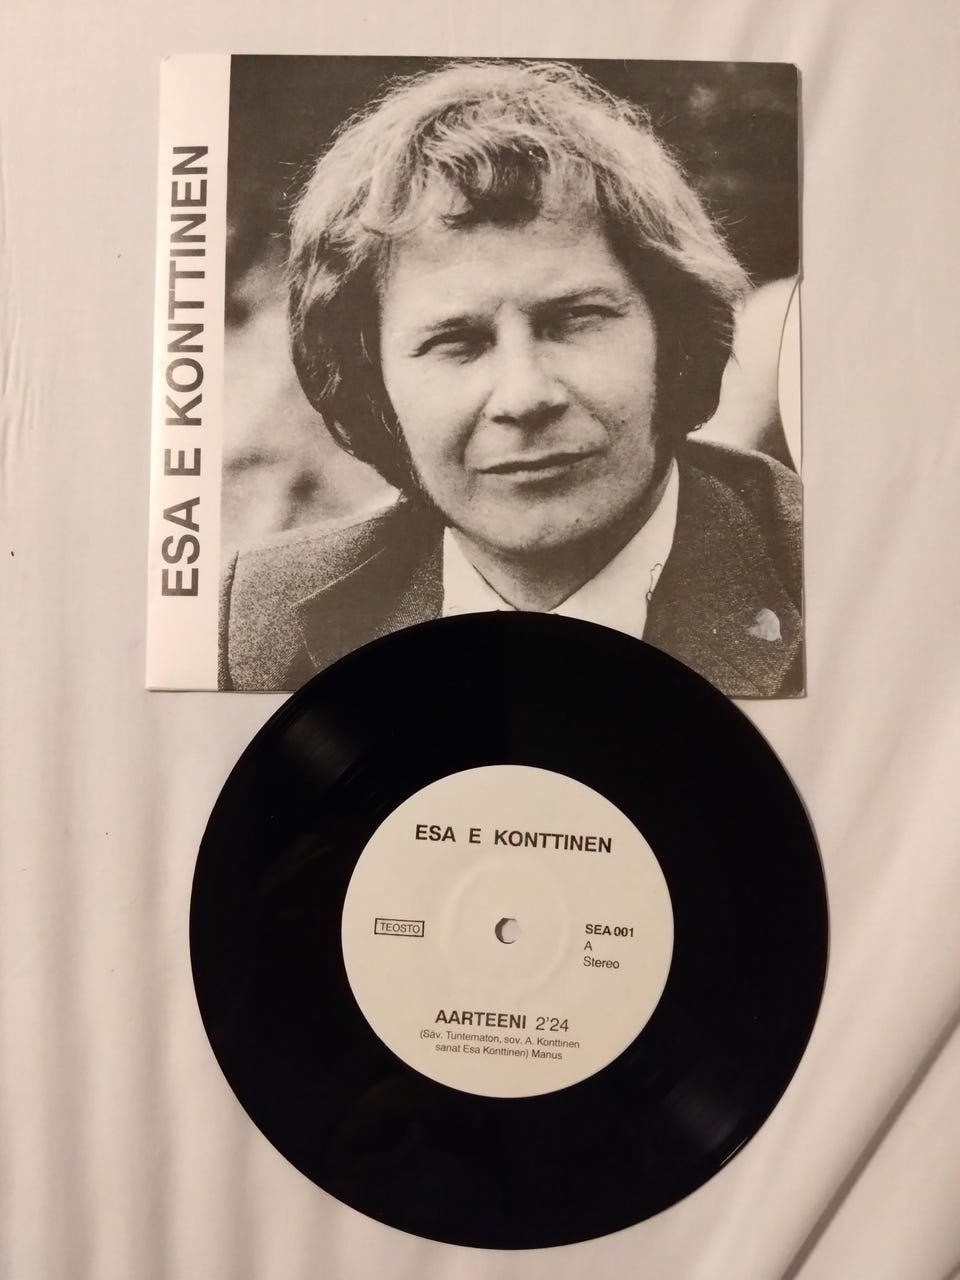 ESA E KONTTINEN
ESA E KONTTINEN
TEOSTO
SEA 001
A
Stereo
AARTEENI 2'24
(Säv. Tuntematon, sov. A. Konttinen
sanat Esa Konttinen) Manus